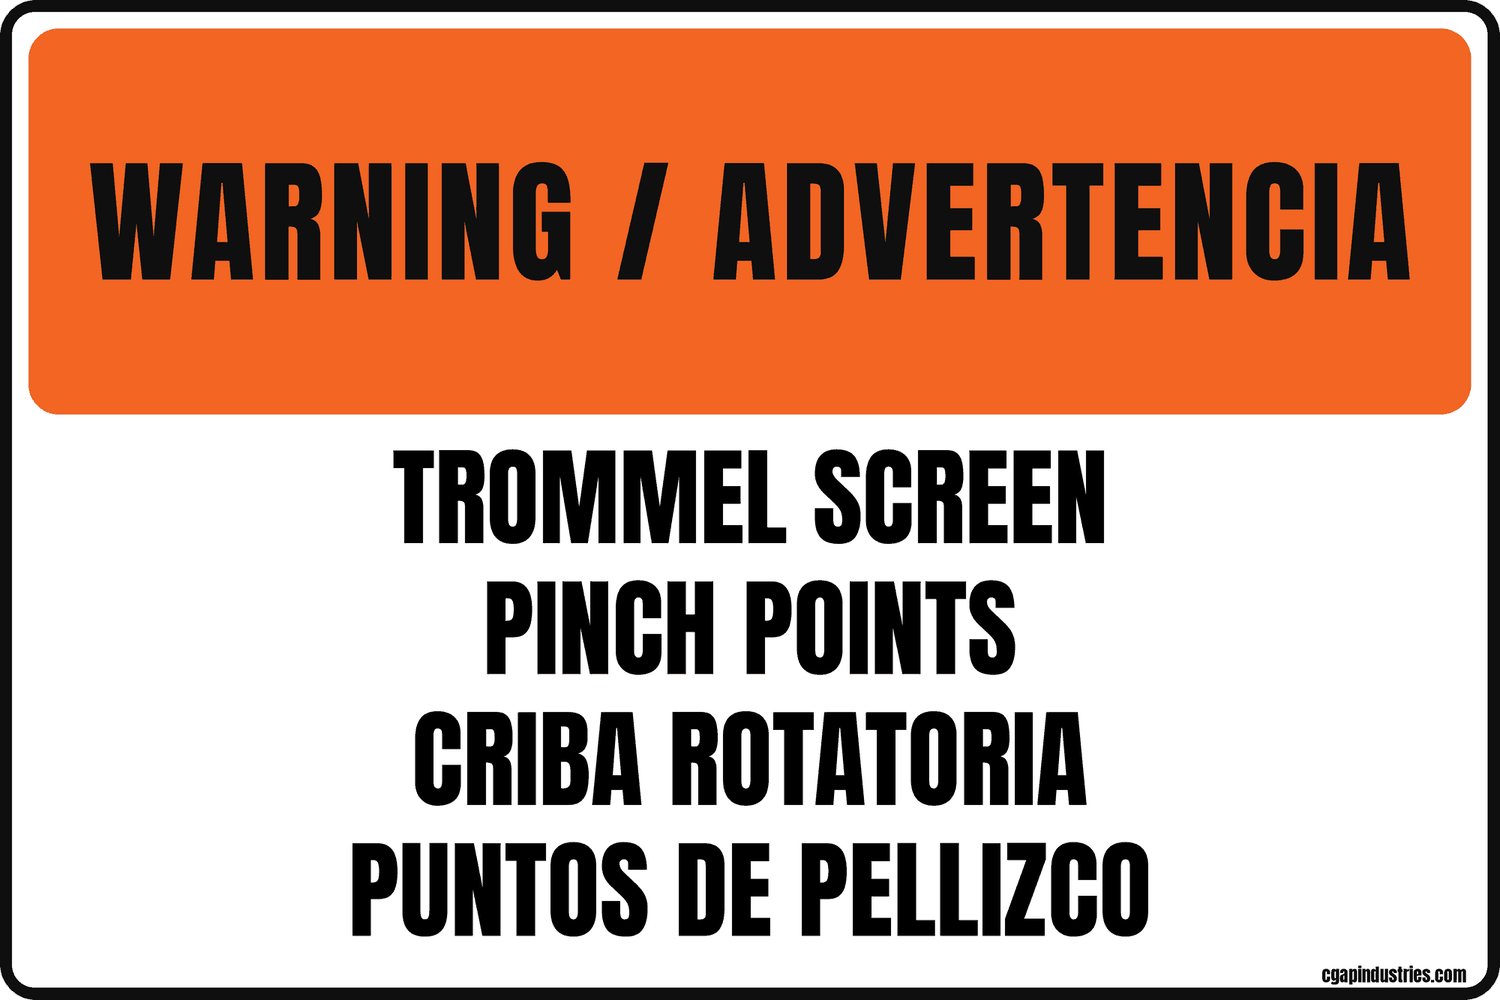 WARNING / ADVERTENCIA
TROMMEL SCREEN
PINCH POINTS
CRIBA ROTATORIA
PUNTOS DE PELLIZCO
cgapindustries.com